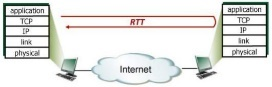 application
TCP
IP
link
physical
RTT
Internet
application
TCP
IP
link
physical